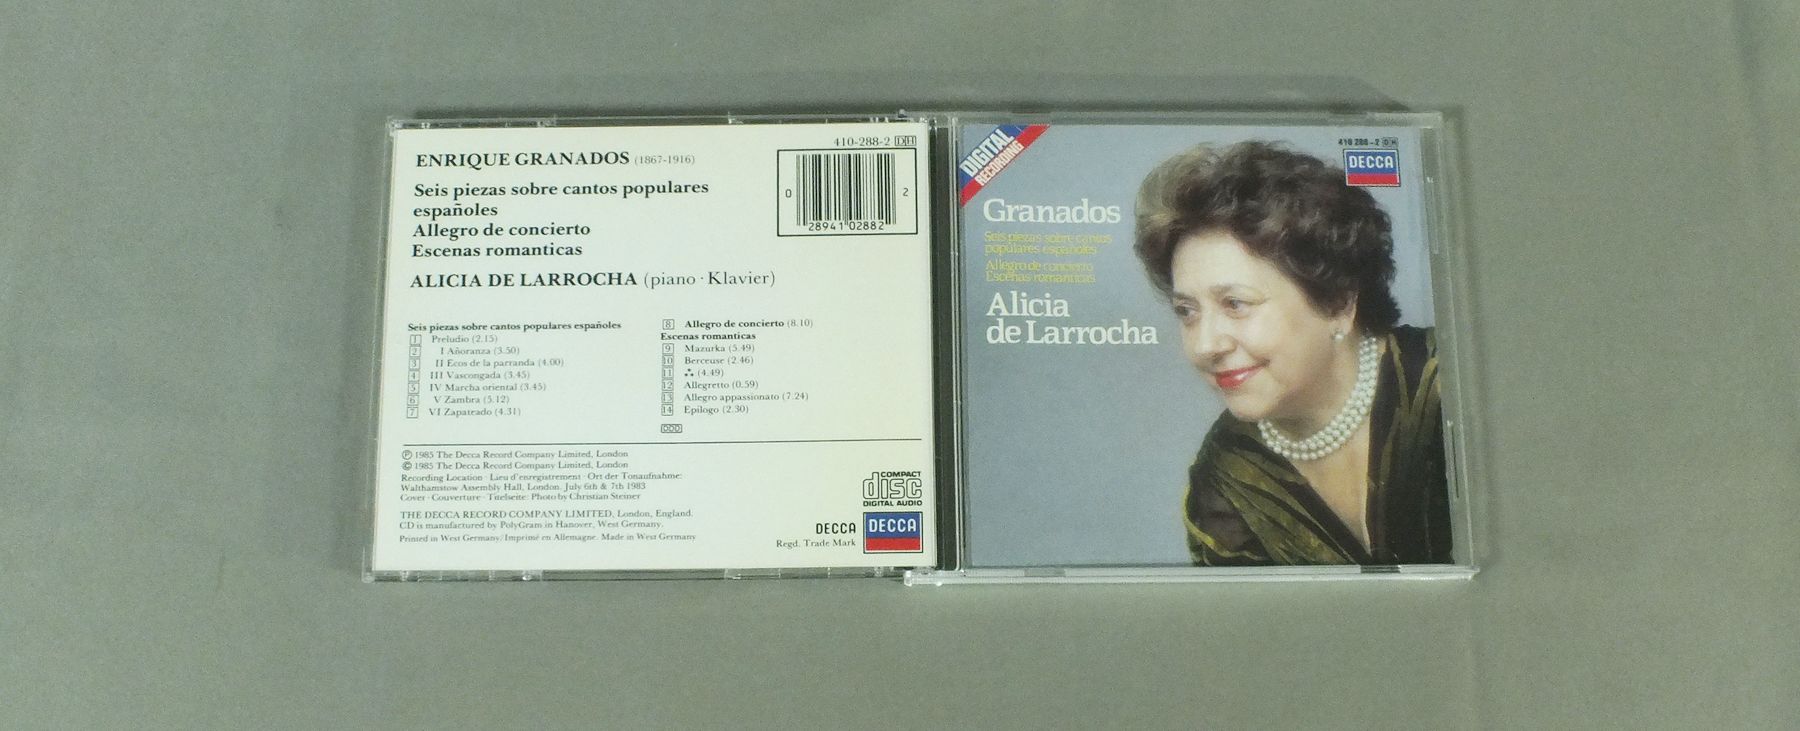 410-288-2 DH
ENRIQUE GRANADOS (1867-1916)
Seis piezas sobre cantos populares
españoles
Allegro de concierto
Escenas romanticas
ALICIA DE LARROCHA (piano · Klavier)
0 28941 02882 2
Seis piezas sobre cantos populares españoles
1 Preludio (2.15)
2 I Añoranza (3.50)
3 II Ecos de la parranda (4.00)
4 III Vascongada (3.45)
5 IV Marcha oriental (3.45)
6 V Zambra (5.12)
7 VI Zapateado (4.31)
8 Allegro de concierto (8.10)
Escenas romanticas
9 Mazurka (5.49)
10 Berceuse (2.46)
11 ஃ (4.49)
12 Allegretto (0.59)
13 Allegro appassionato (7.24)
14 Epilogo (2.30)
DDD
Ⓟ 1985 The Decca Record Company Limited, London
© 1985 The Decca Record Company Limited, London
Recording Location · Lieu d'enregistrement · Ort der Tonaufnahme:
Walthamstow Assembly Hall, London. July 6th & 7th 1983
Cover · Couverture · Titelseite: Photo by Christian Steiner
THE DECCA RECORD COMPANY LIMITED, London, England.
CD is manufactured by PolyGram in Hanover, West Germany.
Printed in West Germany/Imprimé en Allemagne. Made in West Germany
COMPACT
disc
DIGITAL AUDIO
DECCA
Regd. Trade Mark
DECCA
DIGITAL
RECORDING
410 288-2 DH
DECCA
Granados
Seis piezas sobre cantos
populares españoles
Allegro de concierto
Escenas romanticas
Alicia
de Larrocha